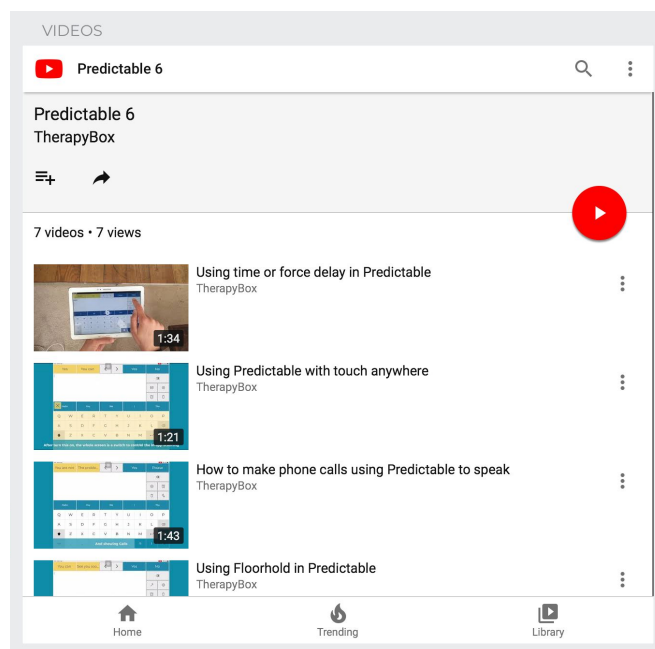 VIDEOS
Predictable 6
Predictable 6
TherapyBox
7 videos • 7 views
Using time or force delay in Predictable
TherapyBox
1:34
Using Predictable with touch anywhere
TherapyBox
1:21
How to make phone calls using Predictable to speak
TherapyBox
1:43
Using Floorhold in Predictable
TherapyBox
Home Trending Library